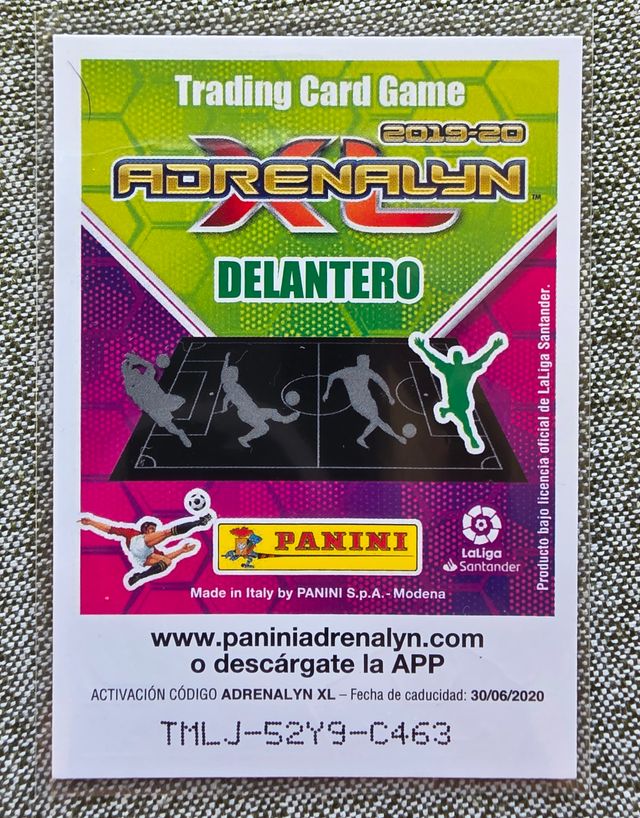 Trading Card Game
2019-20
ADRENALYN XL™
DELANTERO
Producto bajo licencia oficial de LaLiga Santander.
PANINI
LaLiga
Santander
Made in Italy by PANINI S.p.A.- Modena
www.paniniadrenalyn.com
o descárgate la APP
ACTIVACIÓN CÓDIGO ADRENALYN XL – Fecha de caducidad: 30/06/2020
TMLJ-52Y9-C463